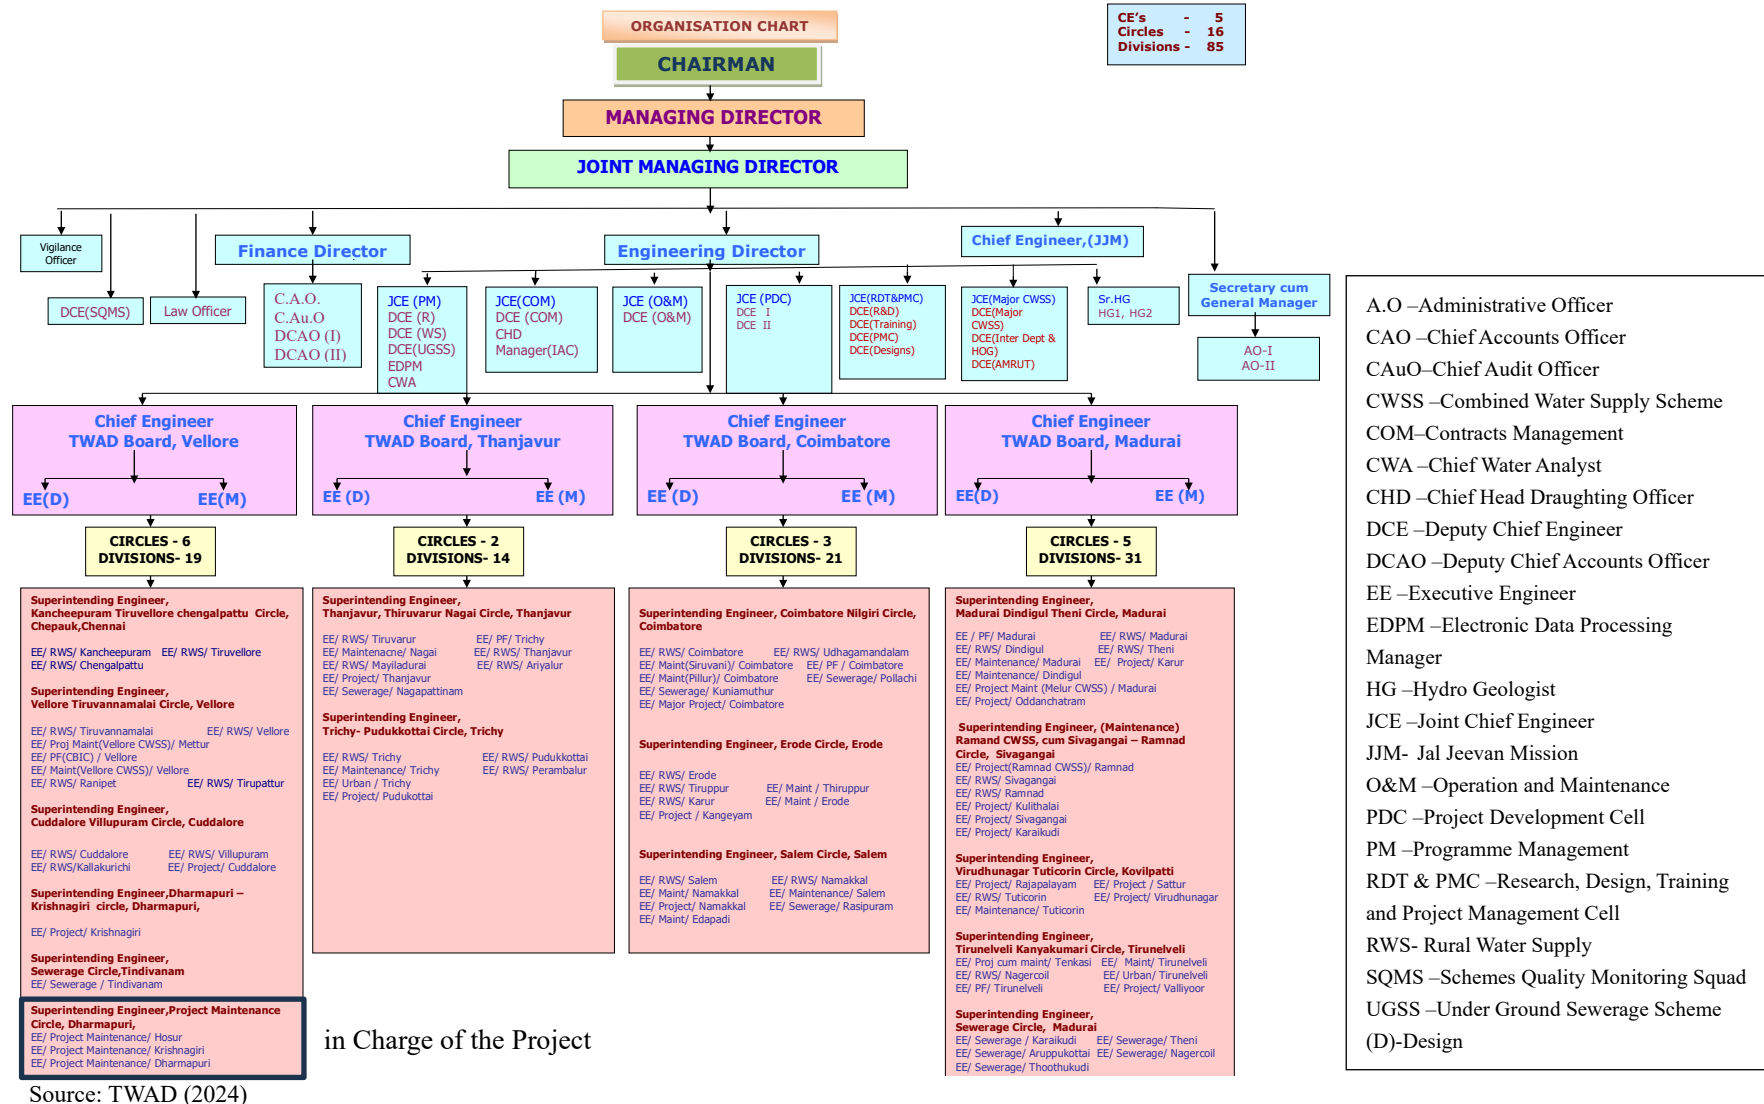 ORGANISATION CHART
CE's - 5
Circles - 16
Divisions - 85
CHAIRMAN
MANAGING DIRECTOR
JOINT MANAGING DIRECTOR
Vigilance
Officer
Finance Director
Engineering Director
Chief Engineer,(JJM)
DCE(SQMS)
Law Officer
C.A.O.
C.Au.O
DCAO (I)
DCAO (II)
JCE (PM)
DCE (R)
DCE (WS)
DCE(UGSS)
EDPM
CWA
JCE(COM)
DCE (COM)
CHD
Manager(IAC)
JCE (O&M)
DCE (O&M)
JCE (PDC)
DCE I
DCE II
JCE(RDT&PMC)
DCE(R&D)
DCE(Training)
DCE(PMC)
DCE(Designs)
JCE(Major CWSS)
DCE(Major
CWSS)
DCE(Inter Dept &
HOG)
DCE(AMRUT)
Sr.HG
HG1, HG2
Secretary cum
General Manager
AO-I
AO-II
Chief Engineer
TWAD Board, Vellore
EE(D) EE(M)
Chief Engineer
TWAD Board, Thanjavur
EE (D) EE (M)
Chief Engineer
TWAD Board, Coimbatore
EE (D) EE (M)
Chief Engineer
TWAD Board, Madurai
EE(D) EE (M)
CIRCLES - 6
DIVISIONS- 19
CIRCLES - 2
DIVISIONS- 14
CIRCLES - 3
DIVISIONS- 21
CIRCLES - 5
DIVISIONS- 31
Superintending Engineer,
Kancheepuram Tiruvellore chengalpattu Circle,
Chepauk,Chennai
EE/ RWS/ Kancheepuram EE/ RWS/ Tiruvellore
EE/ RWS/ Chengalpattu
Superintending Engineer,
Vellore Tiruvannamalai Circle, Vellore
EE/ RWS/ Tiruvannamalai EE/ RWS/ Vellore
EE/ Proj Maint(Vellore CWSS)/ Mettur
EE/ PF(CBIC) / Vellore
EE/ Maint(Vellore CWSS)/ Vellore
EE/ RWS/ Ranipet EE/ RWS/ Tirupattur
Superintending Engineer,
Cuddalore Villupuram Circle, Cuddalore
EE/ RWS/ Cuddalore EE/ RWS/ Villupuram
EE/ RWS/Kallakurichi EE/ Project/ Cuddalore
Superintending Engineer,Dharmapuri –
Krishnagiri circle, Dharmapuri,
EE/ Project/ Krishnagiri
Superintending Engineer,
Sewerage Circle,Tindivanam
EE/ Sewerage / Tindivanam
Superintending Engineer,Project Maintenance
Circle, Dharmapuri,
EE/ Project Maintenance/ Hosur
EE/ Project Maintenance/ Krishnagiri
EE/ Project Maintenance/ Dharmapuri
in Charge of the Project
Superintending Engineer,
Thanjavur, Thiruvarur Nagai Circle, Thanjavur
EE/ RWS/ Tiruvarur EE/ PF/ Trichy
EE/ Maintenacne/ Nagai EE/ RWS/ Thanjavur
EE/ RWS/ Mayiladurai EE/ RWS/ Ariyalur
EE/ Project/ Thanjavur
EE/ Sewerage/ Nagapattinam
Superintending Engineer,
Trichy- Pudukkottai Circle, Trichy
EE/ RWS/ Trichy EE/ RWS/ Pudukkottai
EE/ Maintenance/ Trichy EE/ RWS/ Perambalur
EE/ Urban / Trichy
EE/ Project/ Pudukottai
Superintending Engineer, Coimbatore Nilgiri Circle,
Coimbatore
EE/ RWS/ Coimbatore EE/ RWS/ Udhagamandalam
EE/ Maint(Siruvani)/ Coimbatore EE/ PF / Coimbatore
EE/ Maint(Pillur)/ Coimbatore EE/ Sewerage/ Pollachi
EE/ Sewerage/ Kuniamuthur
EE/ Major Project/ Coimbatore
Superintending Engineer, Erode Circle, Erode
EE/ RWS/ Erode
EE/ RWS/ Tiruppur EE/ Maint / Thiruppur
EE/ RWS/ Karur EE/ Maint / Erode
EE/ Project / Kangeyam
Superintending Engineer, Salem Circle, Salem
EE/ RWS/ Salem EE/ RWS/ Namakkal
EE/ Maint/ Namakkal EE/ Maintenance/ Salem
EE/ Project/ Namakkal EE/ Sewerage/ Rasipuram
EE/ Maint/ Edapadi
Superintending Engineer,
Madurai Dindigul Theni Circle, Madurai
EE / PF/ Madurai EE/ RWS/ Madurai
EE/ RWS/ Dindigul EE/ RWS/ Theni
EE/ Maintenance/ Madurai EE/ Project/ Karur
EE/ Maintenance/ Dindigul
EE/ Project Maint (Melur CWSS) / Madurai
EE/ Project/ Oddanchatram
Superintending Engineer, (Maintenance)
Ramand CWSS, cum Sivagangai – Ramnad
Circle, Sivagangai
EE/ Project(Ramnad CWSS)/ Ramnad
EE/ RWS/ Sivagangai
EE/ RWS/ Ramnad
EE/ Project/ Kulithalai
EE/ Project/ Sivagangai
EE/ Project/ Karaikudi
Superintending Engineer,
Virudhunagar Tuticorin Circle, Kovilpatti
EE/ Project/ Rajapalayam EE/ Project / Sattur
EE/ RWS/ Tuticorin EE/ Project/ Virudhunagar
EE/ Maintenance/ Tuticorin
Superintending Engineer,
Tirunelveli Kanyakumari Circle, Tirunelveli
EE/ Proj cum maint/ Tenkasi EE/ Maint/ Tirunelveli
EE/ RWS/ Nagercoil EE/ Urban/ Tirunelveli
EE/ PF/ Tirunelveli EE/ Project/ Valliyoor
Superintending Engineer,
Sewerage Circle, Madurai
EE/ Sewerage / Karaikudi EE/ Sewerage/ Theni
EE/ Sewerage/ Aruppukottai EE/ Sewerage/ Nagercoil
EE/ Sewerage/ Thoothukudi
A.O –Administrative Officer
CAO –Chief Accounts Officer
CAuO–Chief Audit Officer
CWSS –Combined Water Supply Scheme
COM–Contracts Management
CWA –Chief Water Analyst
CHD –Chief Head Draughting Officer
DCE –Deputy Chief Engineer
DCAO –Deputy Chief Accounts Officer
EE –Executive Engineer
EDPM –Electronic Data Processing
Manager
HG –Hydro Geologist
JCE –Joint Chief Engineer
JJM- Jal Jeevan Mission
O&M –Operation and Maintenance
PDC –Project Development Cell
PM –Programme Management
RDT & PMC –Research, Design, Training
and Project Management Cell
RWS- Rural Water Supply
SQMS –Schemes Quality Monitoring Squad
UGSS –Under Ground Sewerage Scheme
(D)-Design
Source: TWAD (2024)